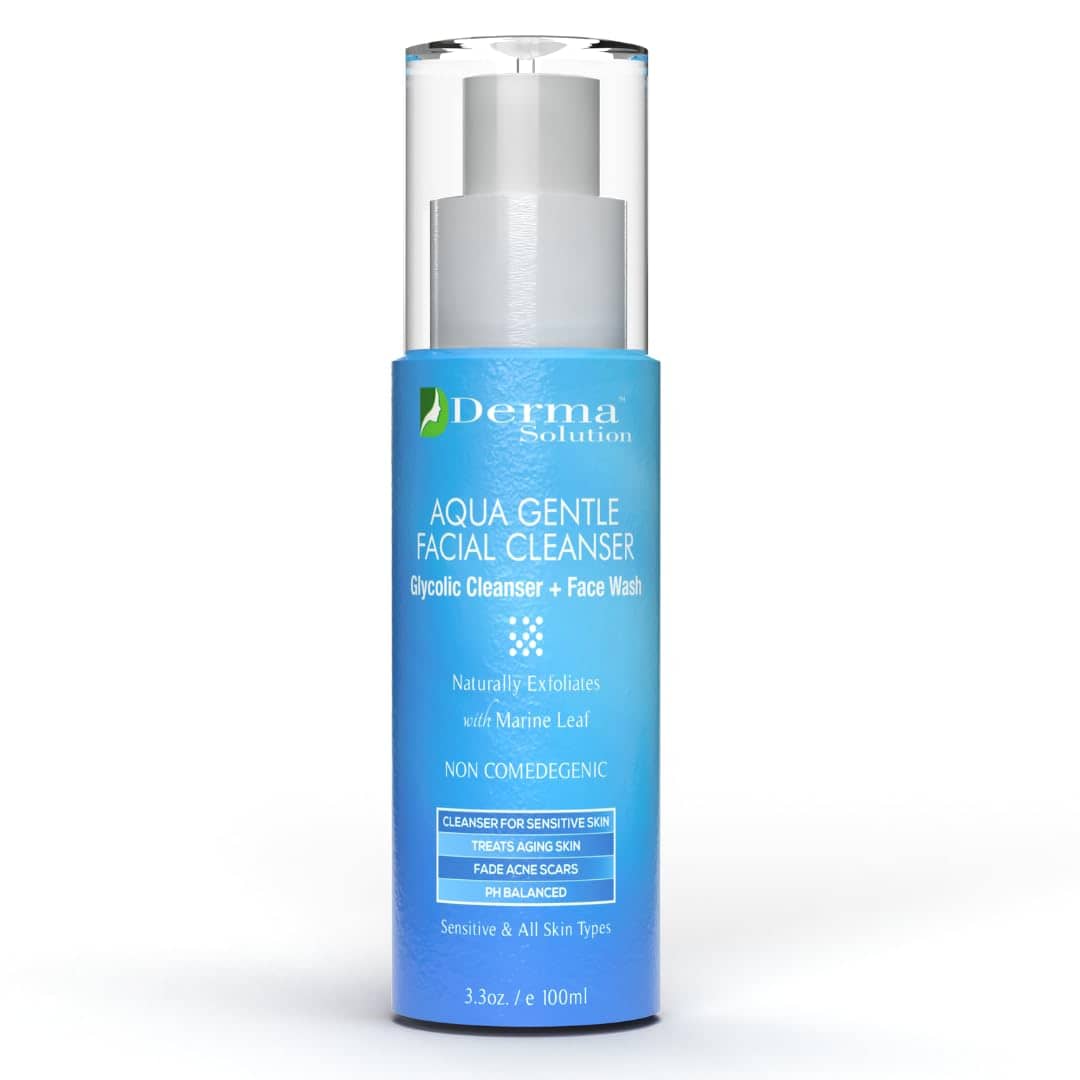 Derma™
Solution
AQUA GENTLE
FACIAL CLEANSER
Glycolic Cleanser + Face Wash
Naturally Exfoliates
with Marine Leaf
NON COMEDEGENIC
CLEANSER FOR SENSITIVE SKIN
TREATS AGING SKIN
FADE ACNE SCARS
PH BALANCED
Sensitive & All Skin Types
3.3oz. / e 100ml